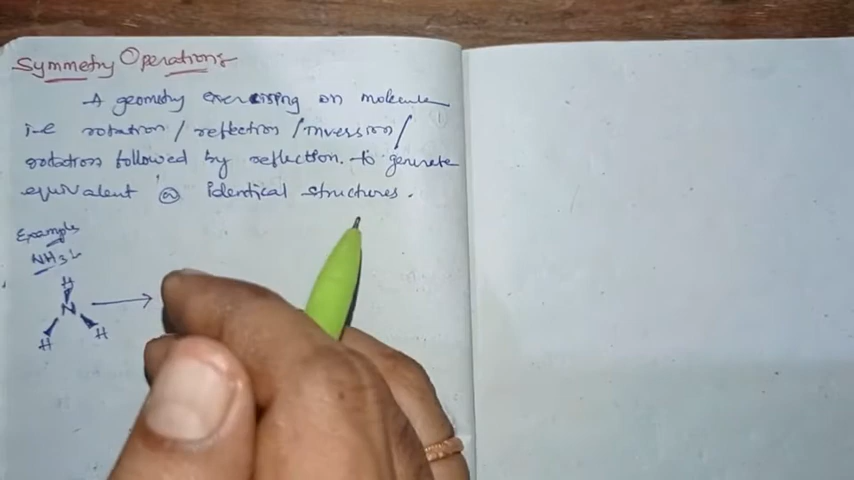 Symmetry Operations
A geometry exercising on molecule
i-e rotation / reflection / inversion /
rotation followed by reflection. to generate
equivalent or identical structures.
Example
NH3
H
N
H H